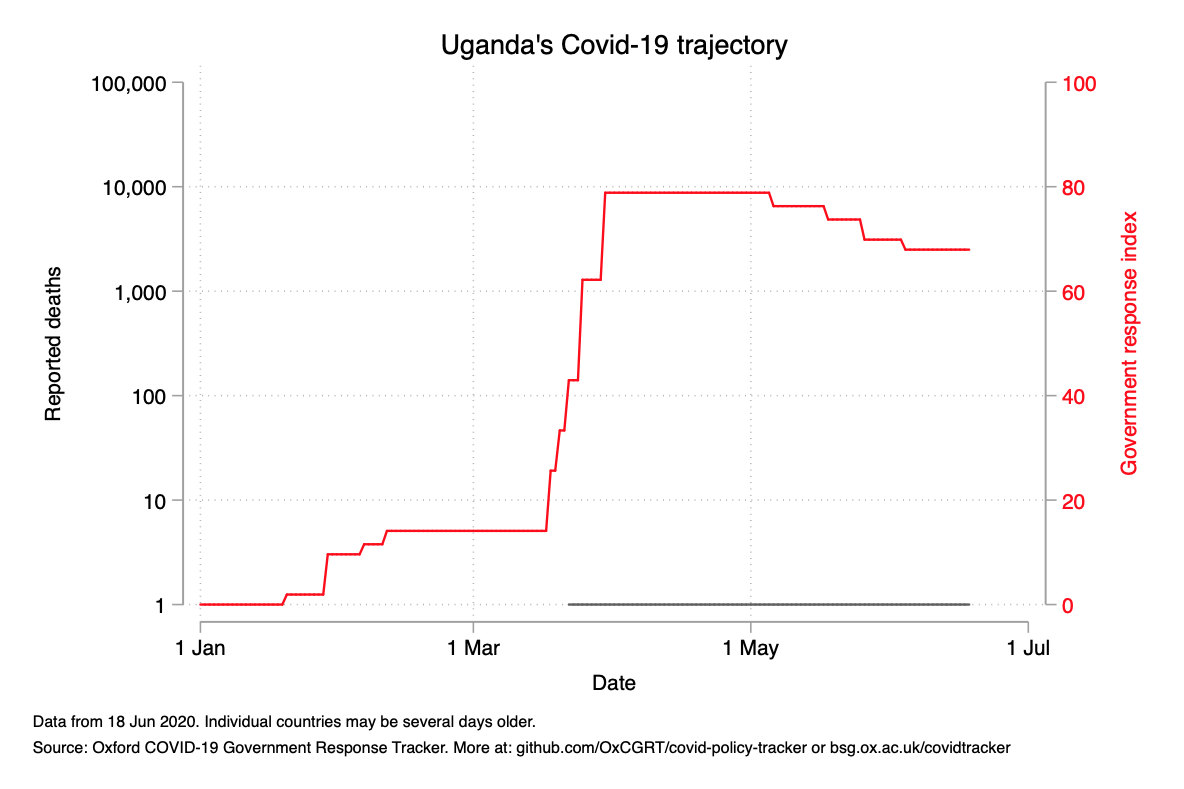 Uganda's Covid-19 trajectory
100,000
10,000
1,000
100
10
1
Reported deaths
100
80
60
40
20
0
Government response index
1 Jan
1 Mar
1 May
1 Jul
Date
Data from 18 Jun 2020. Individual countries may be several days older.
Source: Oxford COVID-19 Government Response Tracker. More at: github.com/OxCGRT/covid-policy-tracker or bsg.ox.ac.uk/covidtracker